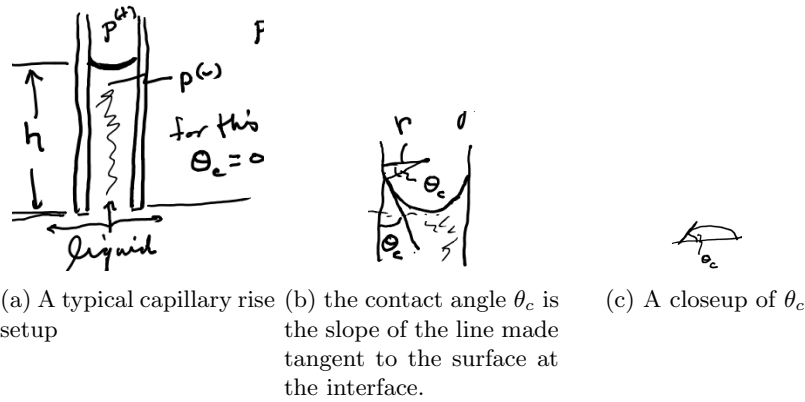 p(+)
p(-)
h
for this
θc = 0
liquid
r
θc
θc
θc
(a) A typical capillary rise setup
(b) the contact angle θc is the slope of the line made tangent to the surface at the interface.
(c) A closeup of θc